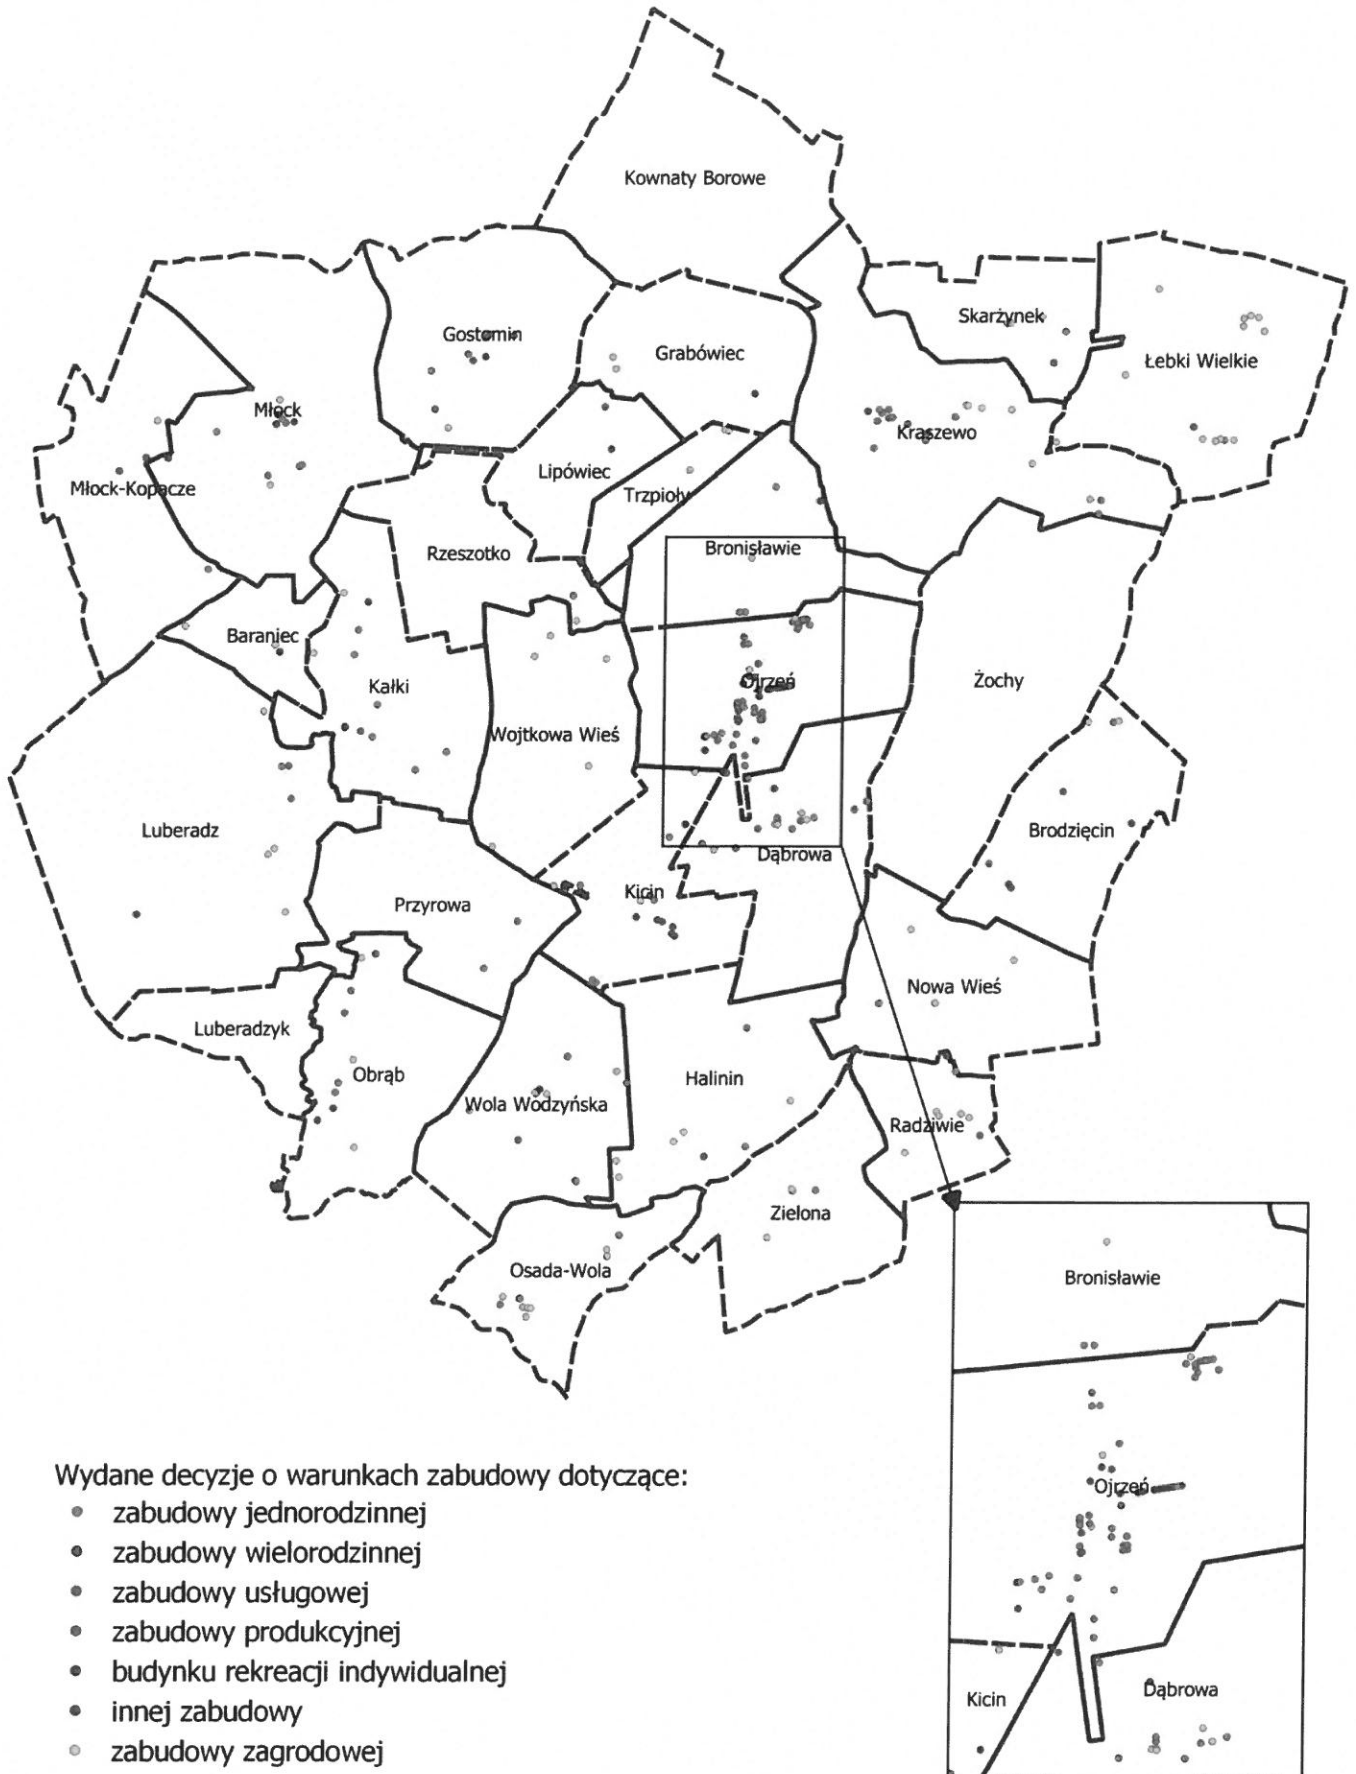 Kownaty Borowe
Skarżynek
Gostomin
Grabówiec
Łebki Wielkie
Młock
Kraszewo
Lipówiec
Młock-Kopacze
Trzpioły
Rzeszotko
Bronisławie
Baraniec
Kałki
Ojrzeń
Żochy
Wojtkowa Wieś
Luberadz
Brodzięcin
Dąbrowa
Kicin
Przyrowa
Nowa Wieś
Luberadzyk
Obrąb
Halinin
Wola Wodzyńska
Radziwie
Zielona
Osada-Wola
Bronisławie
Ojrzeń
Kicin
Dąbrowa
Wydane decyzje o warunkach zabudowy dotyczące:
zabudowy jednorodzinnej
zabudowy wielorodzinnej
zabudowy usługowej
zabudowy produkcyjnej
budynku rekreacji indywidualnej
innej zabudowy
zabudowy zagrodowej